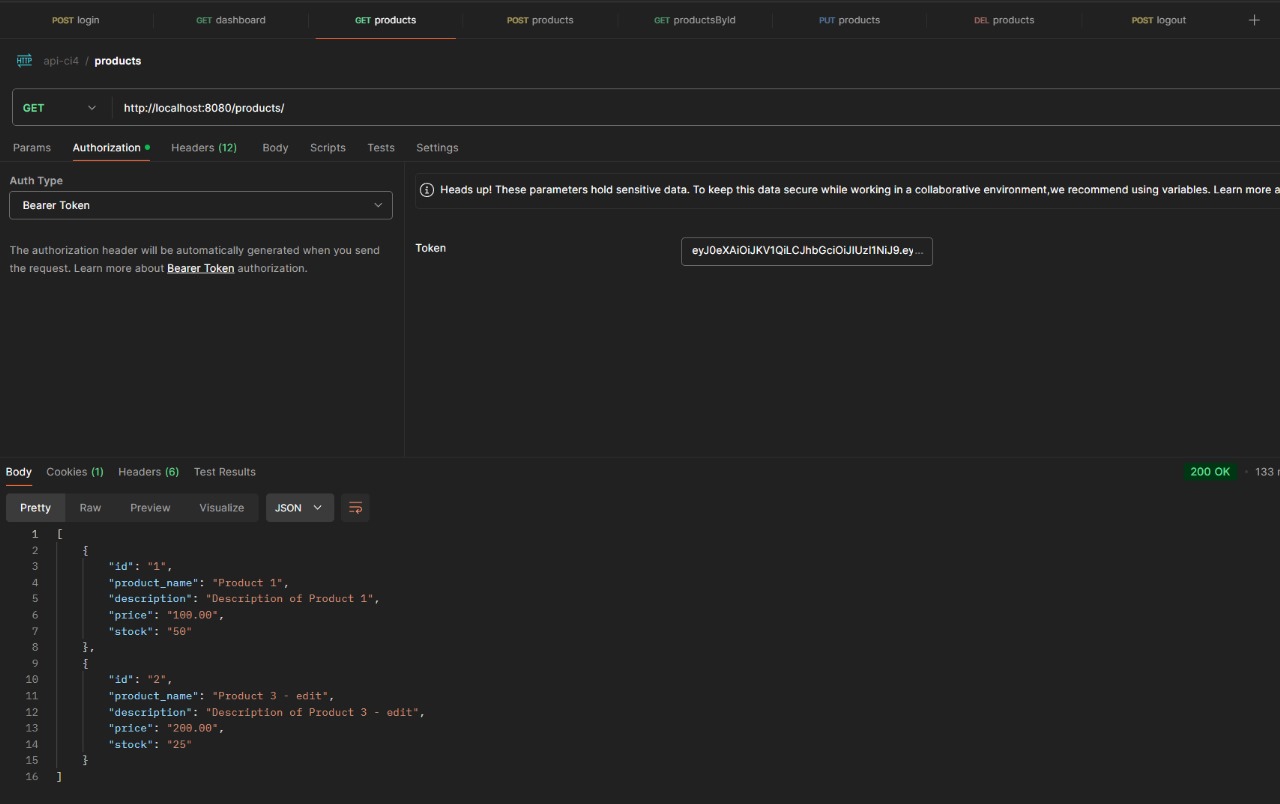 POST login GET dashboard GET products POST products GET productsById PUT products DEL products POST logout
HTTP api-ci4 / products
GET http://localhost:8080/products/
Params Authorization Headers (12) Body Scripts Tests Settings
Auth Type
Bearer Token
Heads up! These parameters hold sensitive data. To keep this data secure while working in a collaborative environment,we recommend using variables. Learn more a
The authorization header will be automatically generated when you send
the request. Learn more about Bearer Token authorization.
Token eyJ0eXAiOiJKV1QiLCJhbGciOiJIUzI1NiJ9.ey...
Body Cookies (1) Headers (6) Test Results 200 OK 133
Pretty Raw Preview Visualize JSON
1 [
2 {
3 "id": "1",
4 "product_name": "Product 1",
5 "description": "Description of Product 1",
6 "price": "100.00",
7 "stock": "50"
8 },
9 {
10 "id": "2",
11 "product_name": "Product 3 - edit",
12 "description": "Description of Product 3 - edit",
13 "price": "200.00",
14 "stock": "25"
15 }
16 ]